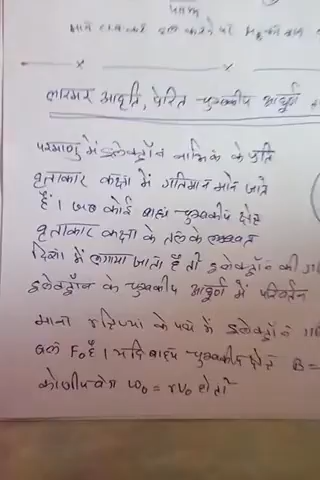 लारमर आवृति, प्रेरित चुम्बकीय आघूर्ण
परमाणु में इलेक्ट्रॉन नाभिक के प्रति
वृत्ताकार कक्षा में गतिमान माने जाते
हैं। जब कोई बाह्य चुम्बकीय क्षेत्र
वृत्ताकार कक्षा के तल के लम्बवत
दिशा में लगाया जाता है तो इलेक्ट्रॉन की
इलेक्ट्रॉन के चुम्बकीय आघूर्ण में परिवर्तन
माना त्रिज्या के पथ में इलेक्ट्रॉन
बल F₀ है। यदि बाह्य चुम्बकीय क्षेत्र B =
कोणीय वेग ω₀ = rv₀ हो तो